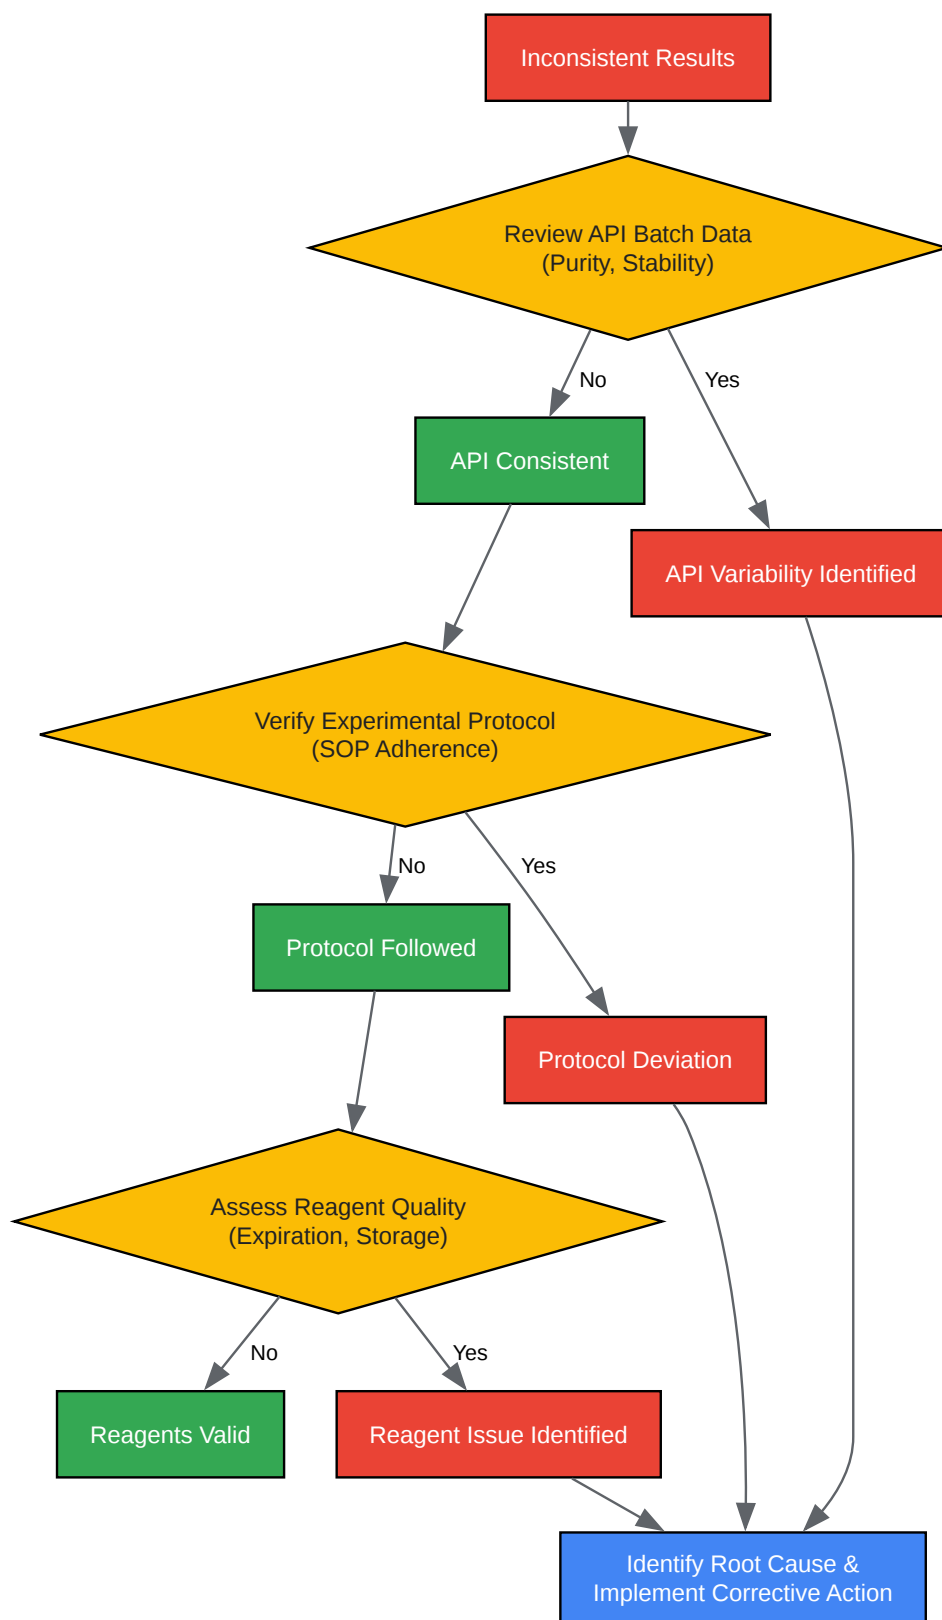 Inconsistent Results
Review API Batch Data
(Purity, Stability)
No
Yes
API Consistent
API Variability Identified
Verify Experimental Protocol
(SOP Adherence)
No
Yes
Protocol Followed
Protocol Deviation
Assess Reagent Quality
(Expiration, Storage)
No
Yes
Reagents Valid
Reagent Issue Identified
Identify Root Cause &
Implement Corrective Action